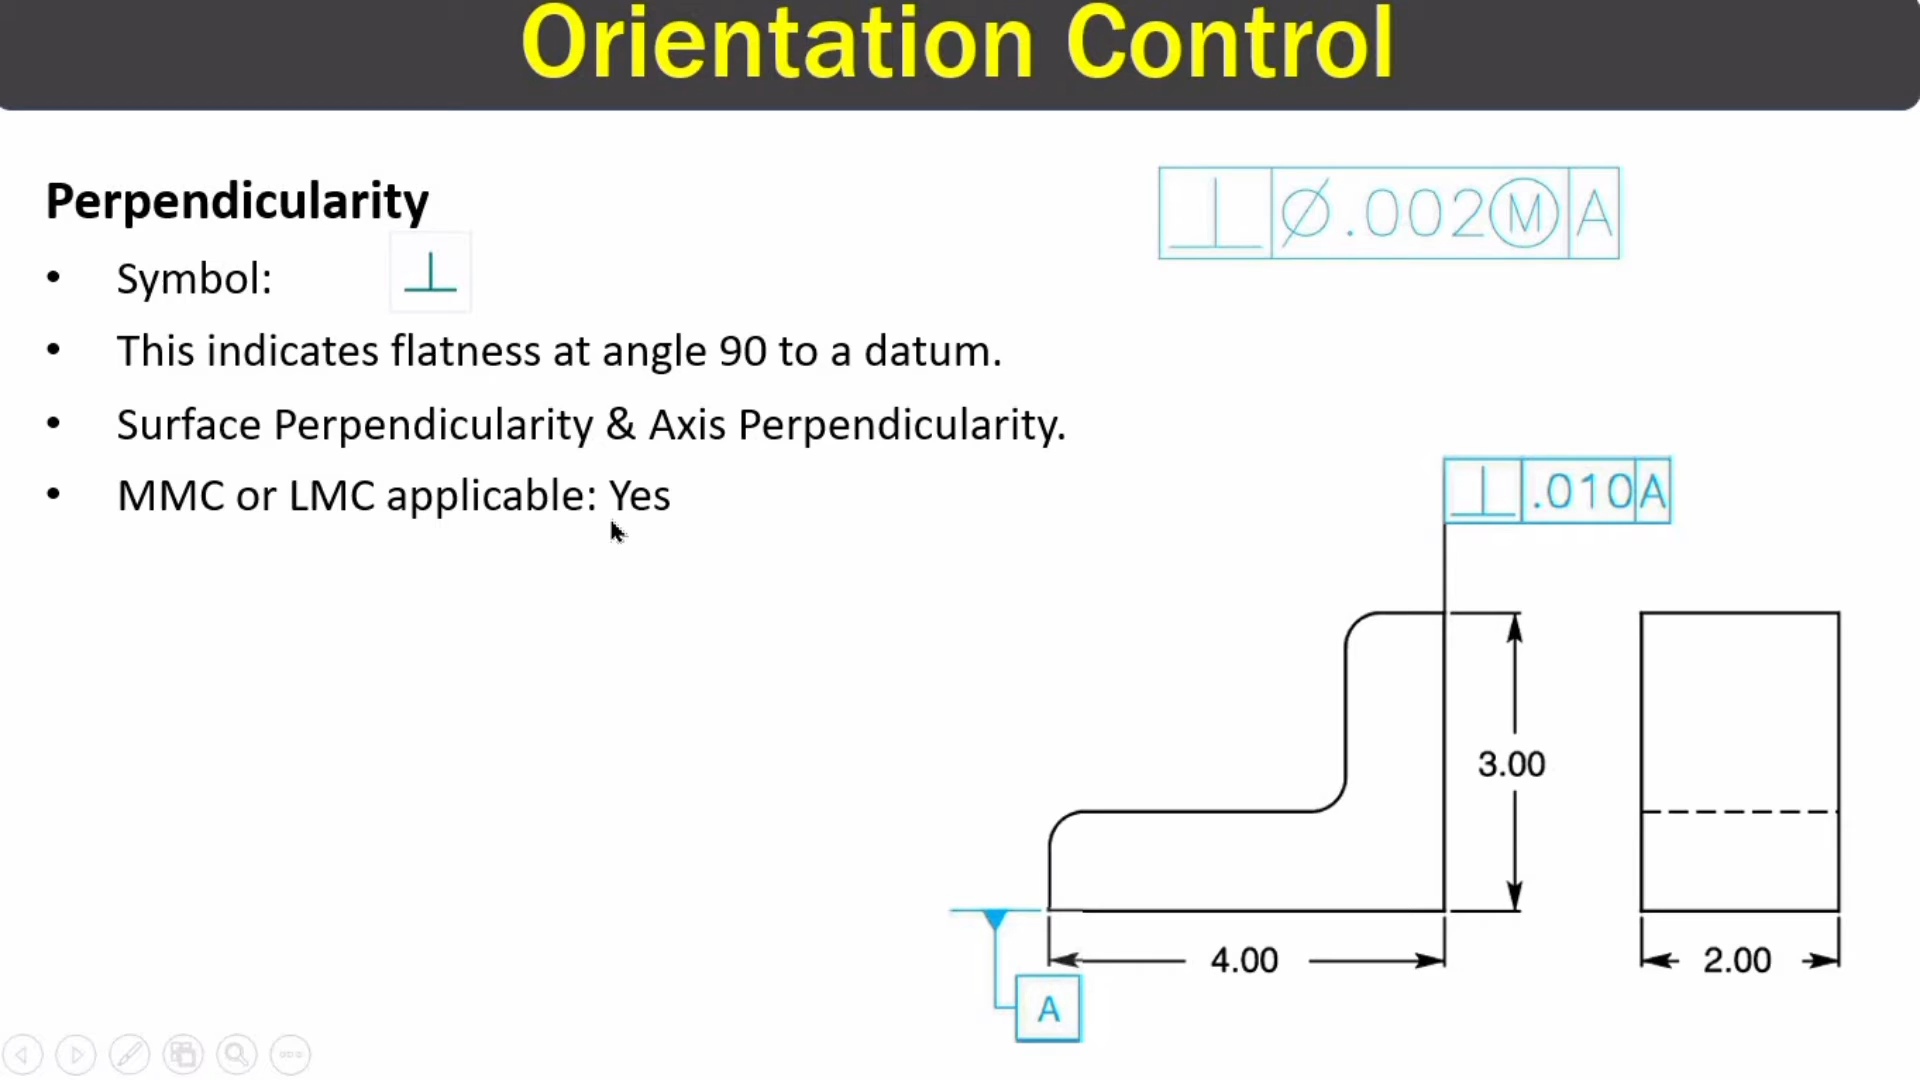 Orientation Control
Perpendicularity
⊥ ⌀.002Ⓜ A
• Symbol: ⊥
• This indicates flatness at angle 90 to a datum.
• Surface Perpendicularity & Axis Perpendicularity.
• MMC or LMC applicable: Yes
⊥ .010 A
3.00
4.00
2.00
A